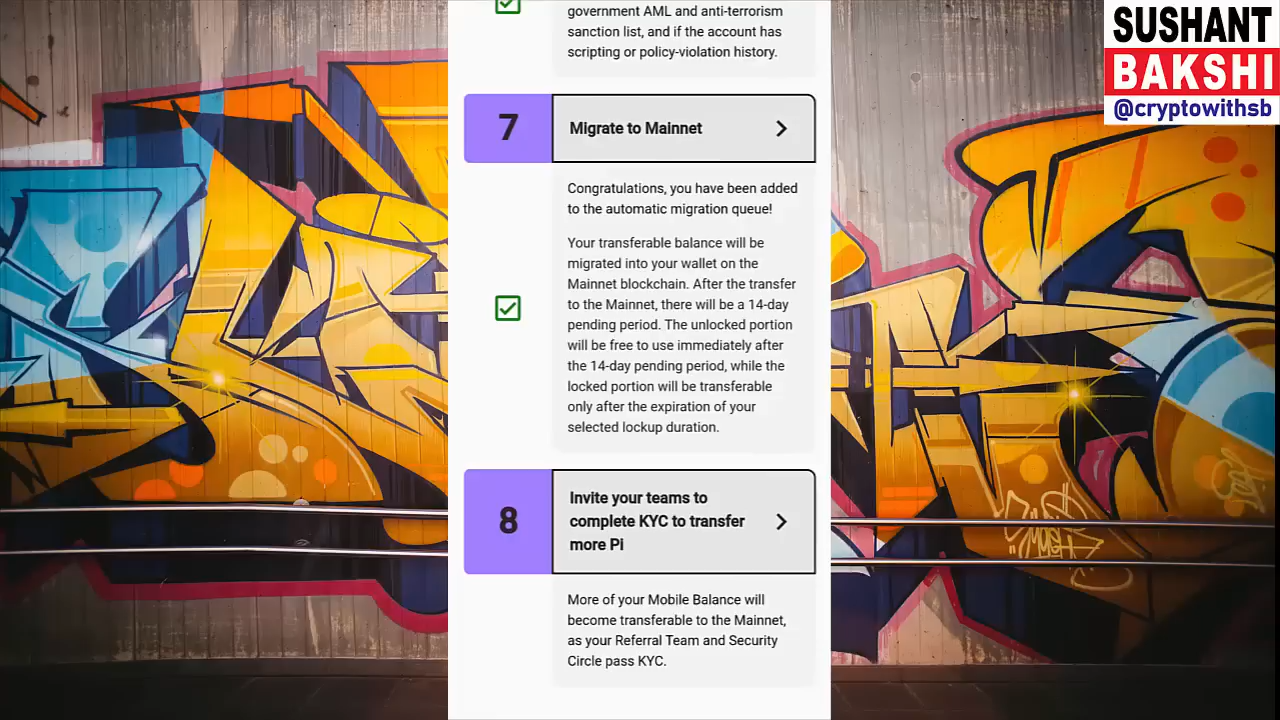 government AML and anti-terrorism
sanction list, and if the account has
scripting or policy-violation history.
SUSHANT
BAKSHI
@cryptowithsb
7
Migrate to Mainnet
Congratulations, you have been added
to the automatic migration queue!
Your transferable balance will be
migrated into your wallet on the
Mainnet blockchain. After the transfer
to the Mainnet, there will be a 14-day
pending period. The unlocked portion
will be free to use immediately after
the 14-day pending period, while the
locked portion will be transferable
only after the expiration of your
selected lockup duration.
8
Invite your teams to
complete KYC to transfer
more Pi
More of your Mobile Balance will
become transferable to the Mainnet,
as your Referral Team and Security
Circle pass KYC.